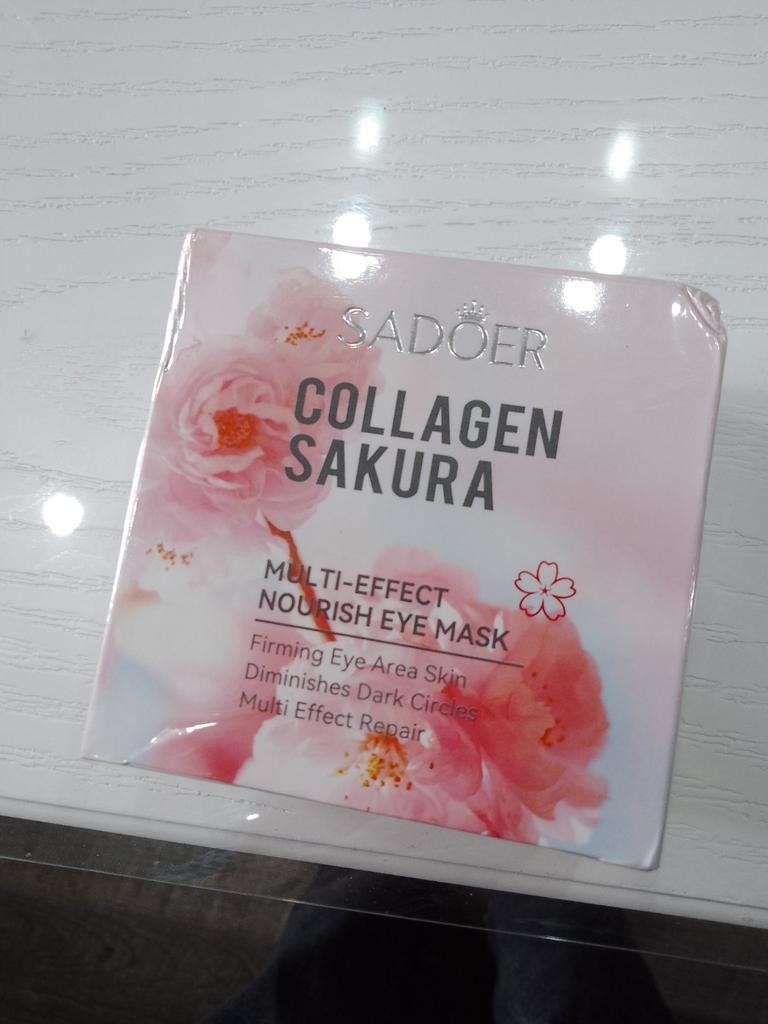 SADOER
COLLAGEN
SAKURA
MULTI-EFFECT
NOURISH EYE MASK
Firming Eye Area Skin
Diminishes Dark Circles
Multi Effect Repair